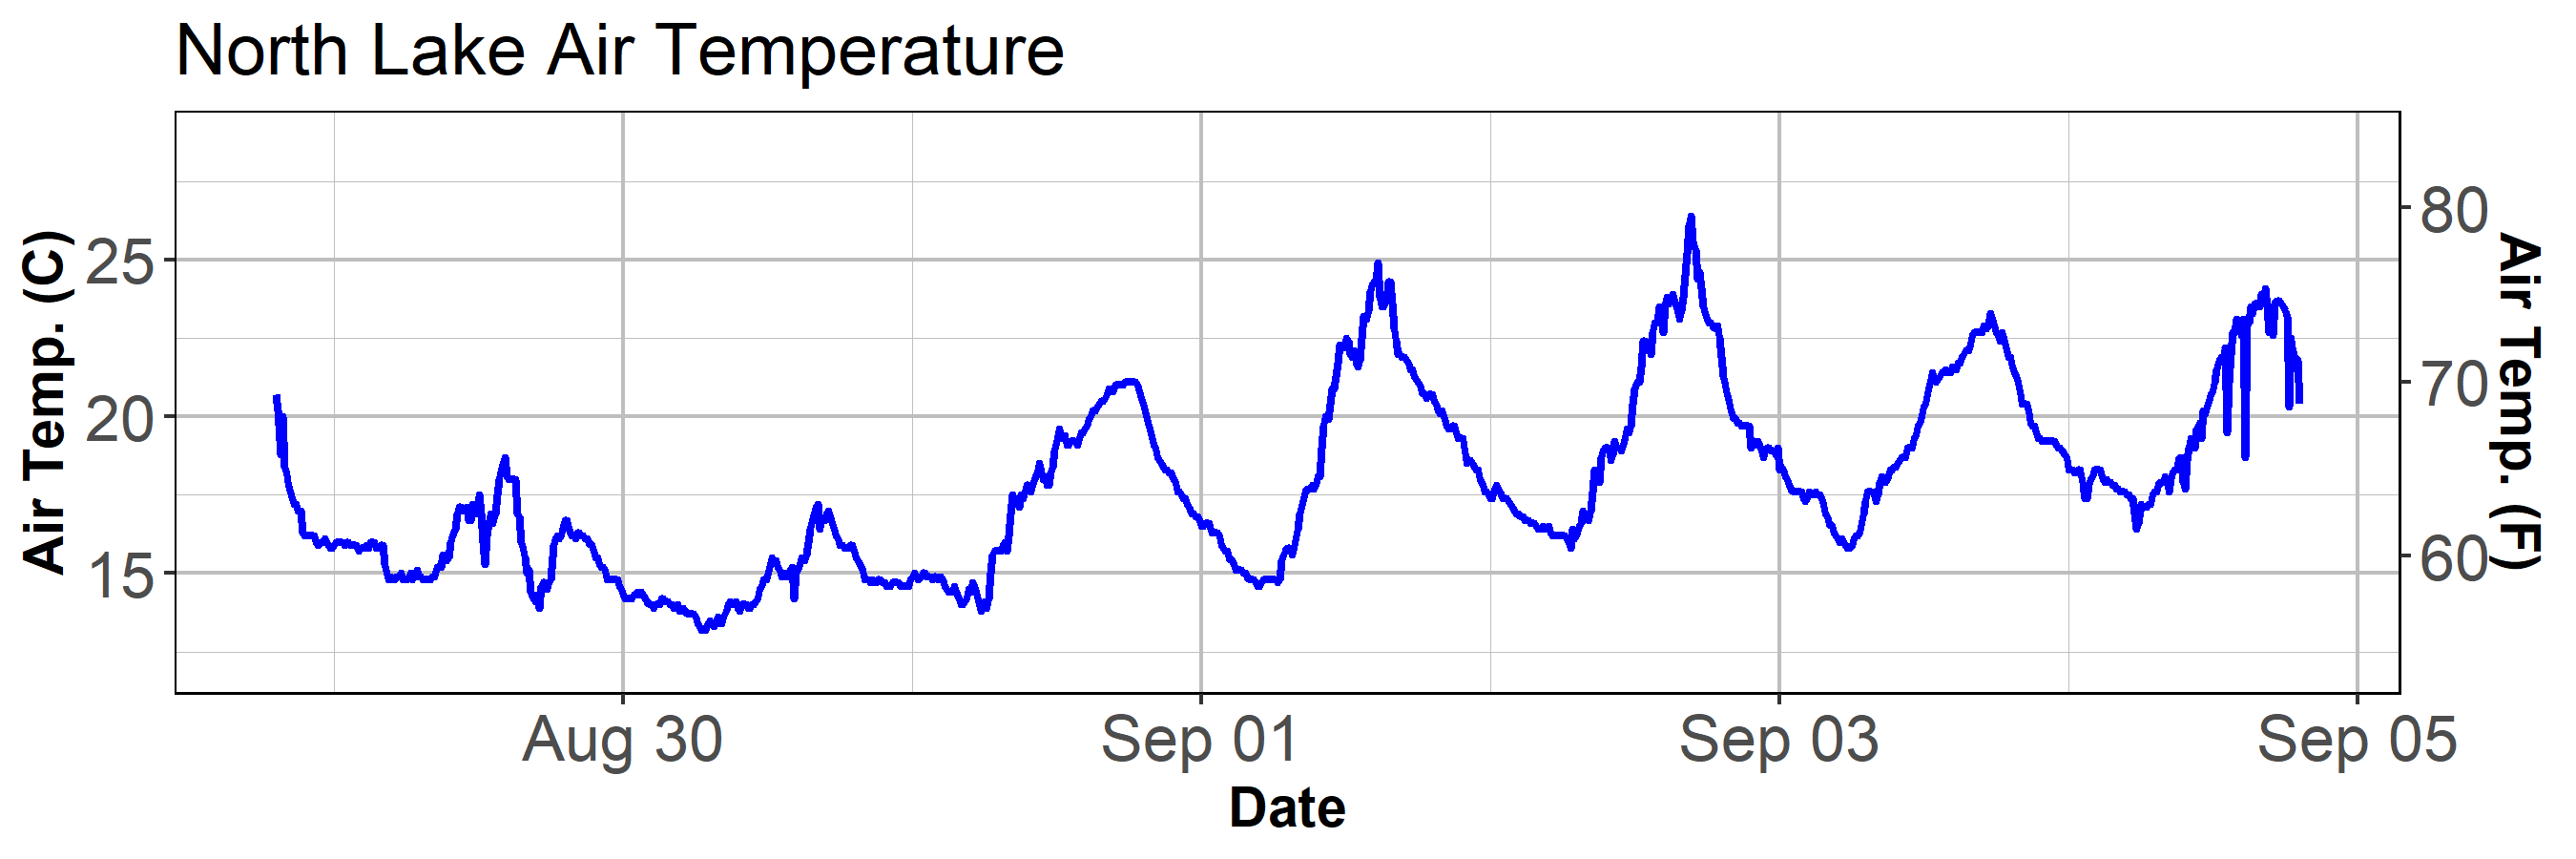 North Lake Air Temperature
Air Temp. (C)
25
20
15
80
70
60
Air Temp. (F)
Aug 30 Sep 01 Sep 03 Sep 05
Date